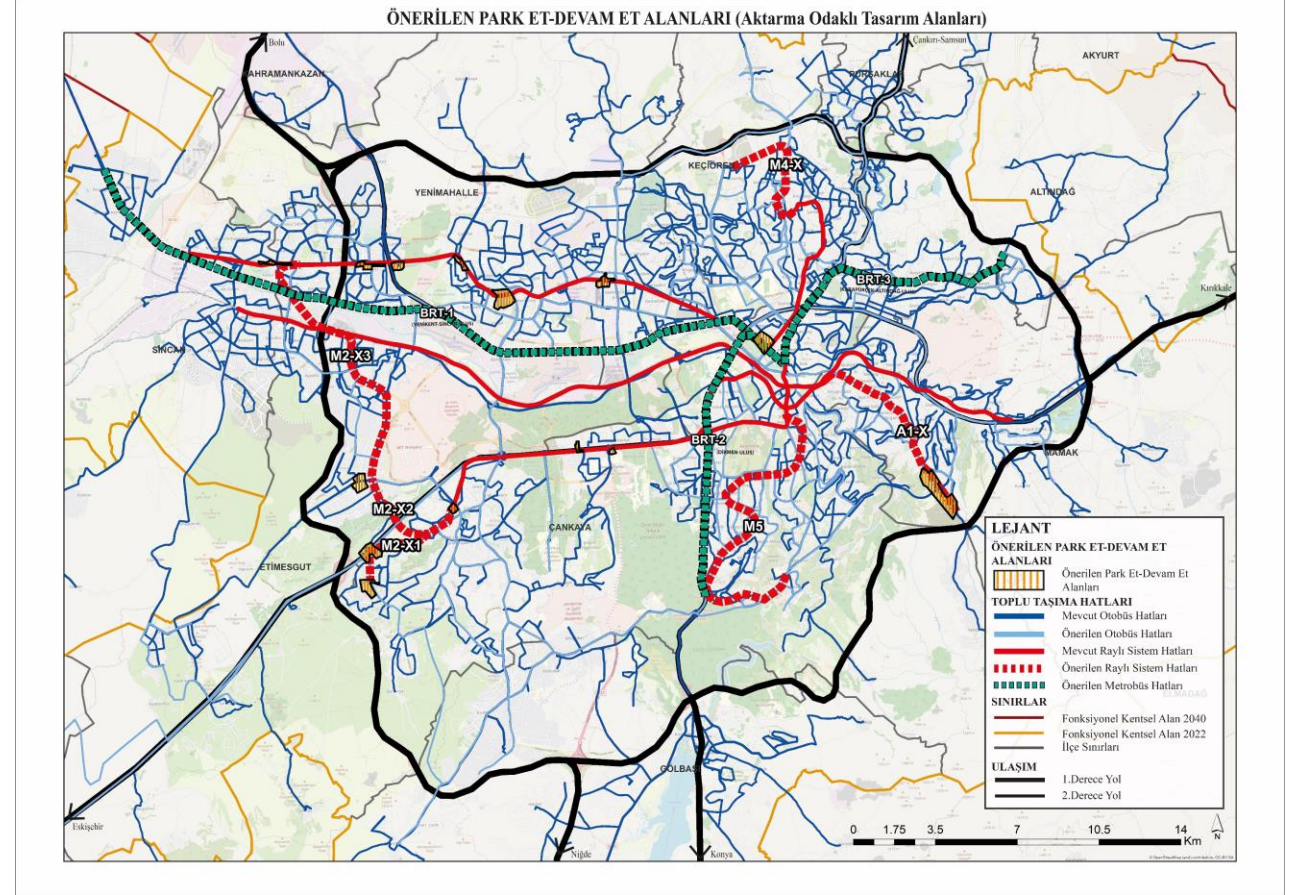 ÖNERİLEN PARK ET-DEVAM ET ALANLARI (Aktarma Odaklı Tasarım Alanları)
Bolu
Çankırı-Samsun
AKYURT
AHRAMANKAZAN
PURSAKLAR
KEÇİÖREN
M4-X
YENİMAHALLE
ALTINDAĞ
BRT-3
Kırıkkale
BRT-1
SİNCAN
M2-X3
A1-X
BRT-2
(DİKMEN-ULUS)
MAMAK
M2-X2
ÇANKAYA
M5
M2-X1
ETİMESGUT
LEJANT
ÖNERİLEN PARK ET-DEVAM ET
ALANLARI
Önerilen Park Et-Devam Et
Alanları
TOPLU TAŞIMA HATLARI
Mevcut Otobüs Hatları
Önerilen Otobüs Hatları
Mevcut Raylı Sistem Hatları
Önerilen Raylı Sistem Hatları
Önerilen Metrobüs Hatları
SINIRLAR
Fonksiyonel Kentsel Alan 2040
Fonksiyonel Kentsel Alan 2022
İlçe Sınırları
ULAŞIM
1.Derece Yol
2.Derece Yol
ELMADAĞ
GÖLBAŞI
Eskişehir
Niğde
Konya
0 1.75 3.5 7 10.5 14
Km
N